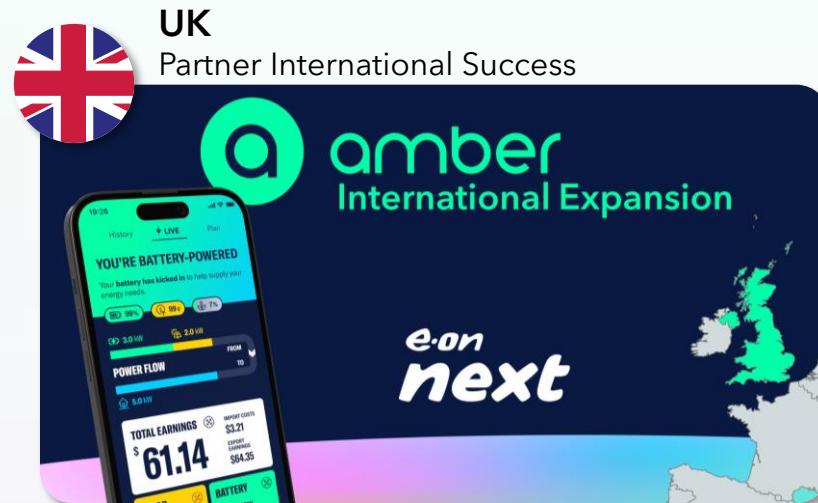 UK
Partner International Success
amber
International Expansion
e·on
next
19:26
History
LIVE
Plan
YOU'RE BATTERY-POWERED
Your battery has kicked in to help supply your
energy needs.
99%
99c
7%
3.0 kW
2.0 kW
FROM
POWER FLOW
TO
5.0 kW
TOTAL EARNINGS
$61.14
IMPORT COSTS
$3.21
EXPORT
EARNINGS
$64.35
BATTERY